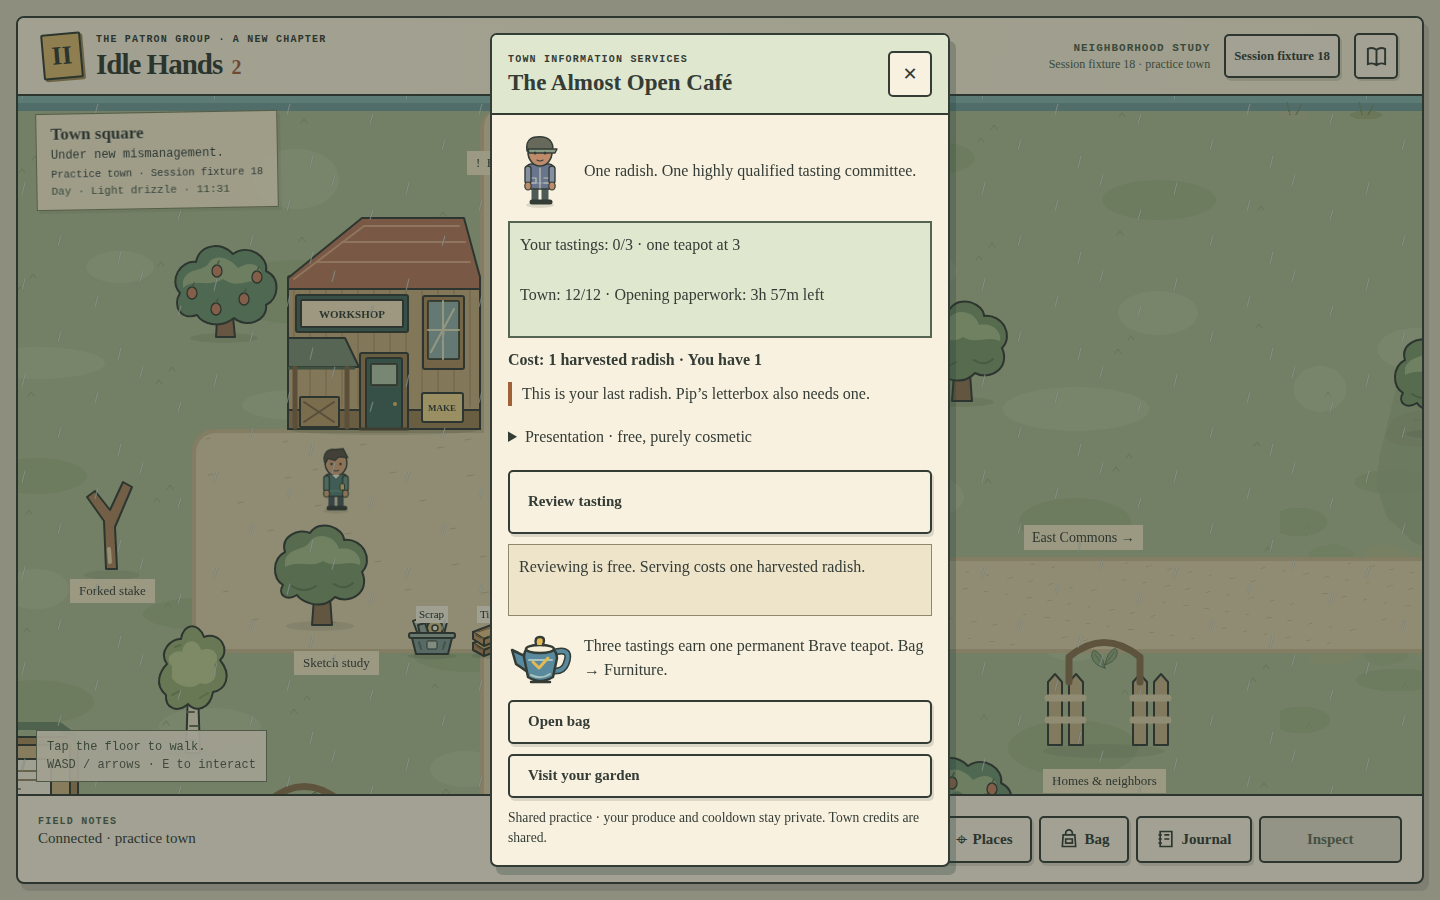 II
THE PATRON GROUP · A NEW CHAPTER
Idle Hands 2
NEIGHBORHOOD STUDY
Session fixture 18 · practice town
Session fixture 18
Town square
Under new mismanagement.
Practice town · Session fixture 18
Day · Light drizzle · 11:31
WORKSHOP
MAKE
Forked stake
Sketch study
Scrap
East Commons →
Homes & neighbors
Tap the floor to walk.
WASD / arrows · E to interact
TOWN INFORMATION SERVICES
The Almost Open Café
✕
One radish. One highly qualified tasting committee.
Your tastings: 0/3 · one teapot at 3
Town: 12/12 · Opening paperwork: 3h 57m left
Cost: 1 harvested radish · You have 1
This is your last radish. Pip’s letterbox also needs one.
▶ Presentation · free, purely cosmetic
Review tasting
Reviewing is free. Serving costs one harvested radish.
Three tastings earn one permanent Brave teapot. Bag
→ Furniture.
Open bag
Visit your garden
Shared practice · your produce and cooldown stay private. Town credits are
shared.
FIELD NOTES
Connected · practice town
Places
Bag
Journal
Inspect